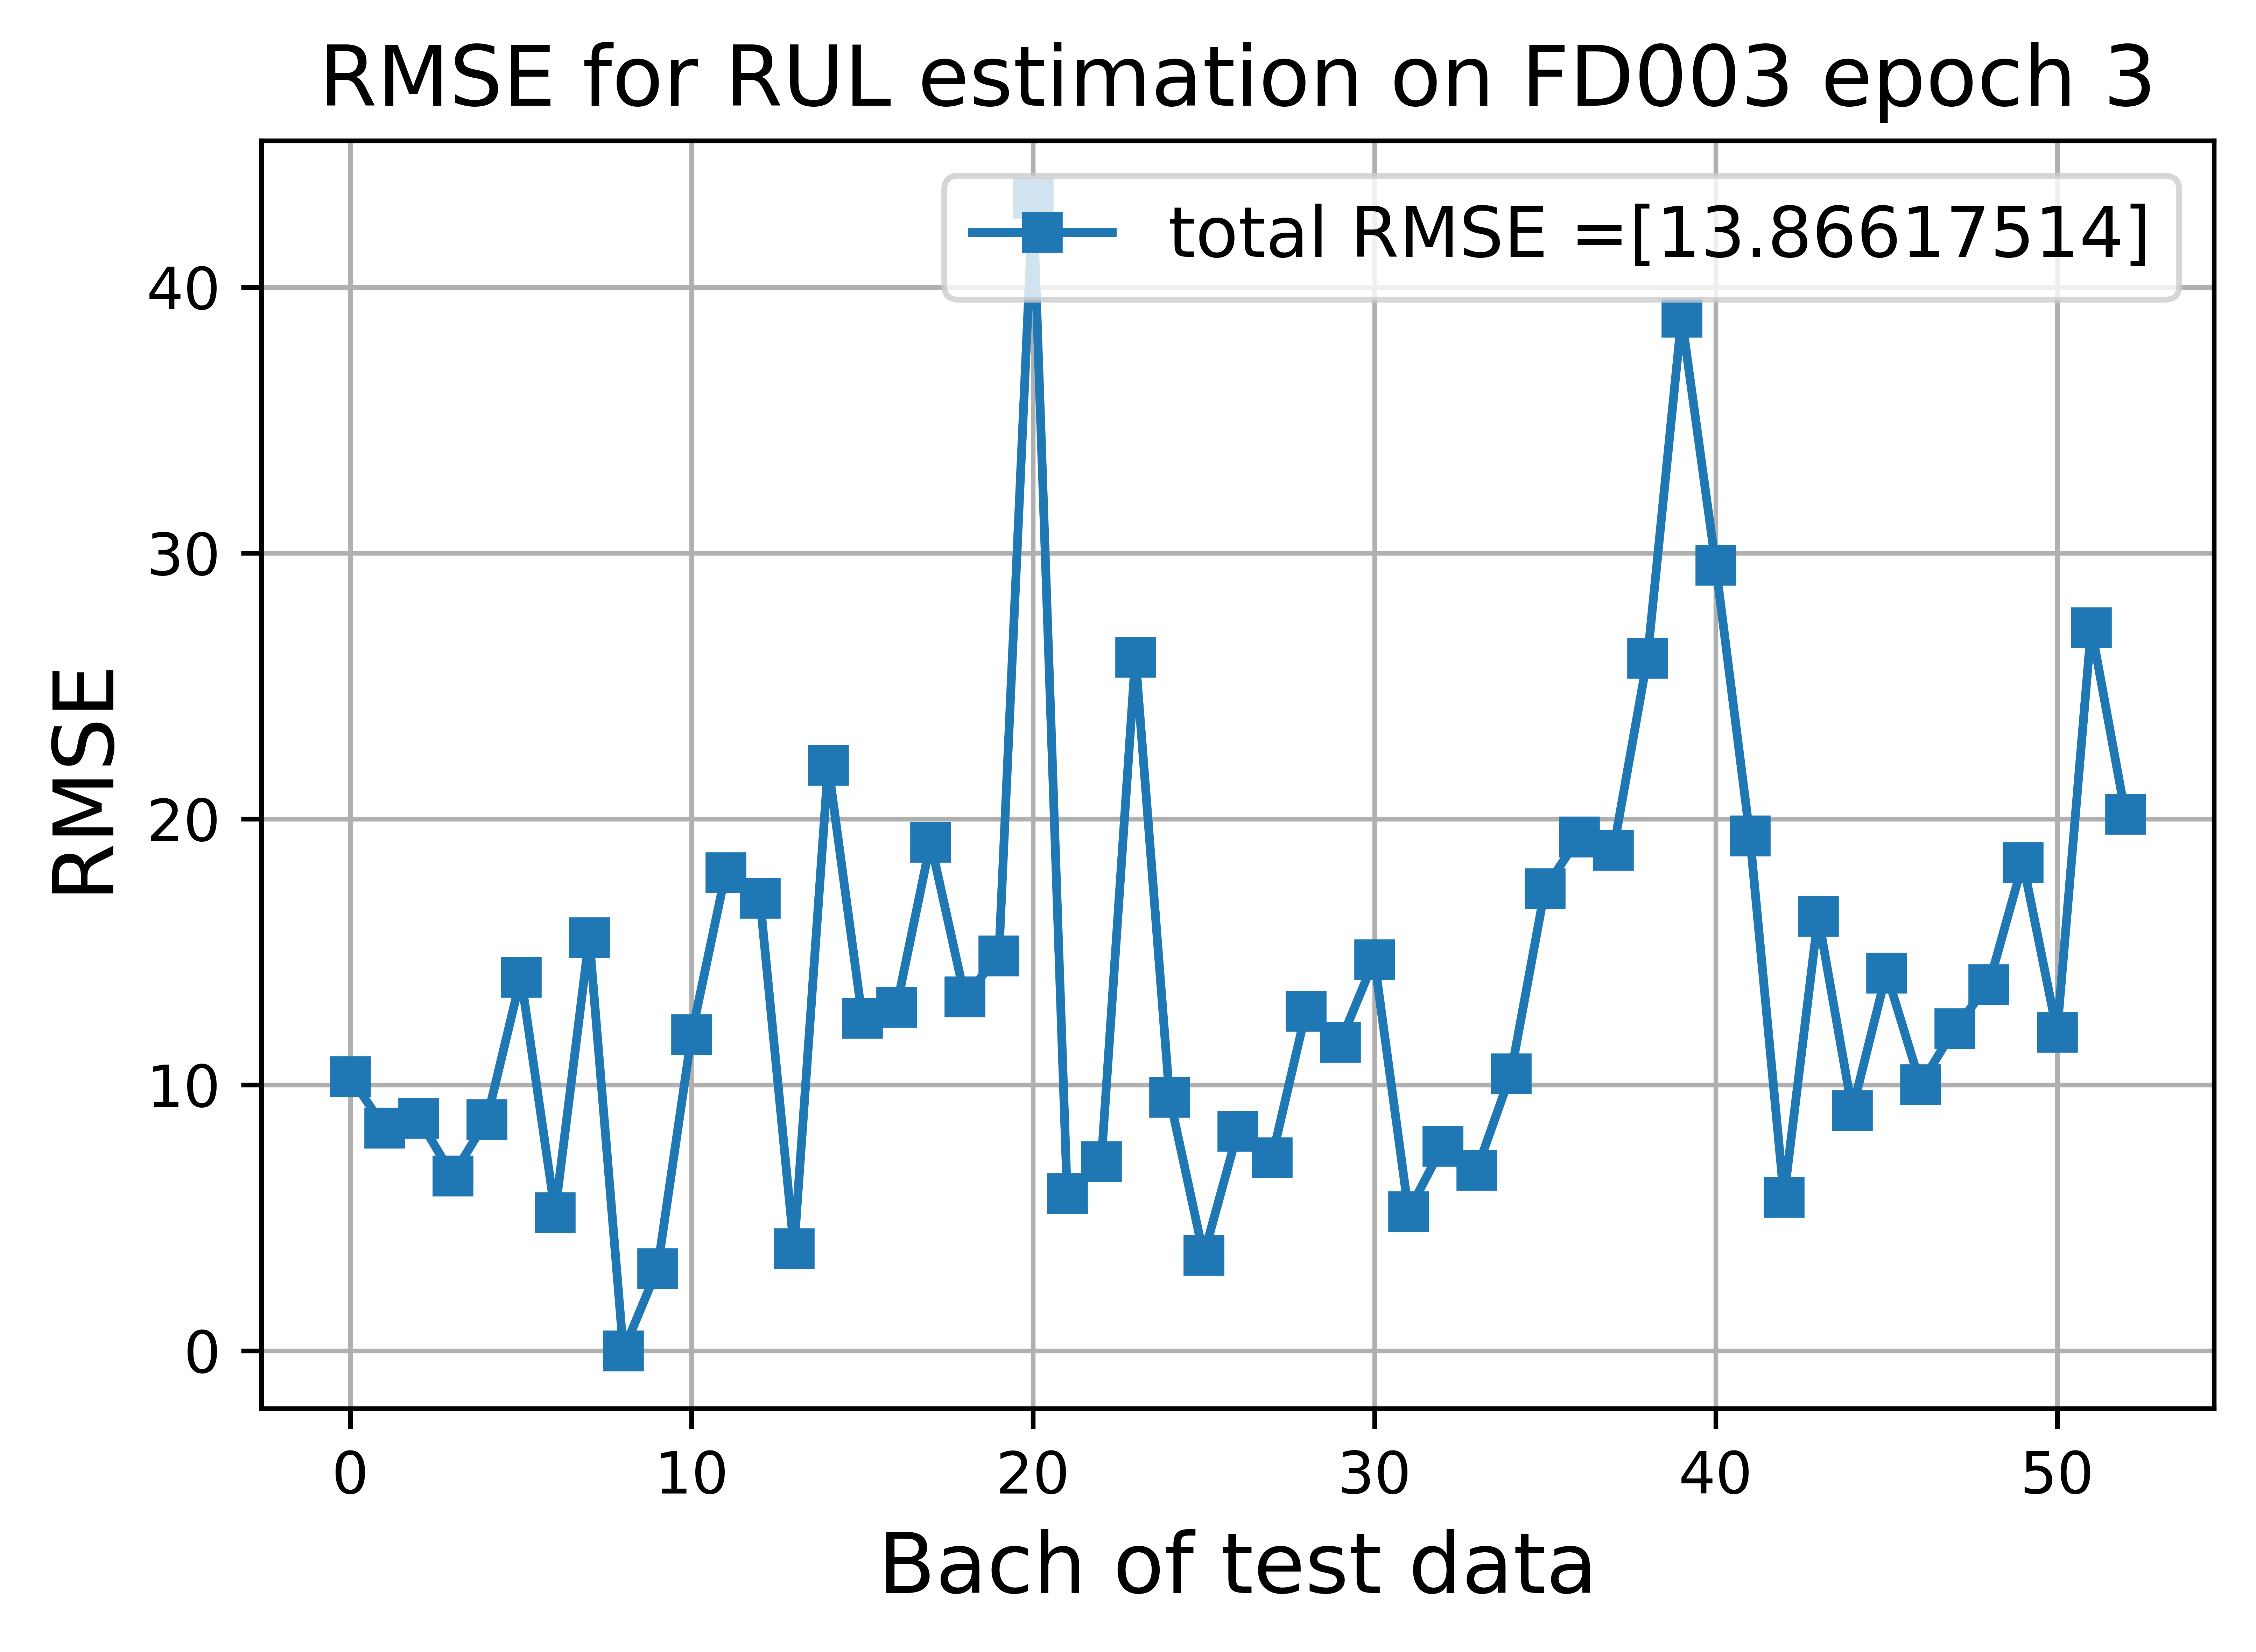 RMSE for RUL estimation on FD003 epoch 3
total RMSE =[13.86617514]
RMSE
40
30
20
10
0
0 10 20 30 40 50
Bach of test data